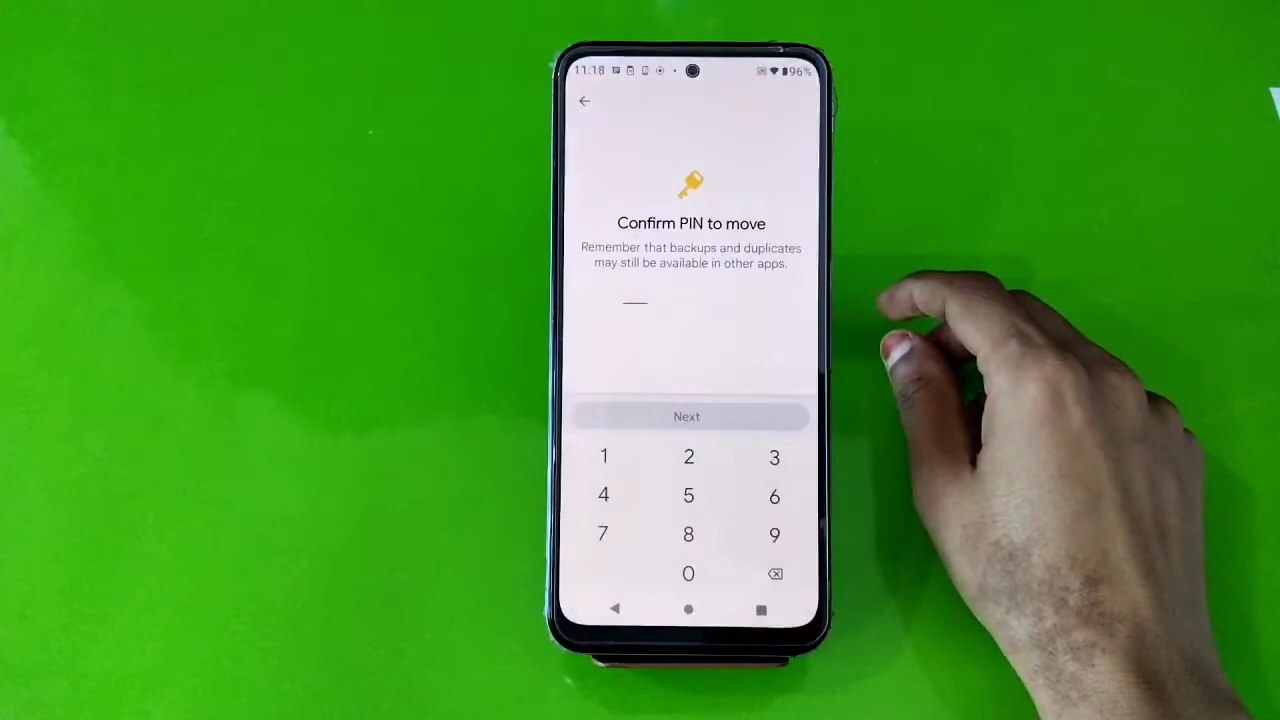 11.18
96%
Confirm PIN to move
Remember that backups and duplicates
may still be available in other apps.
Next
1 2 3
4 5 6
7 8 9
0